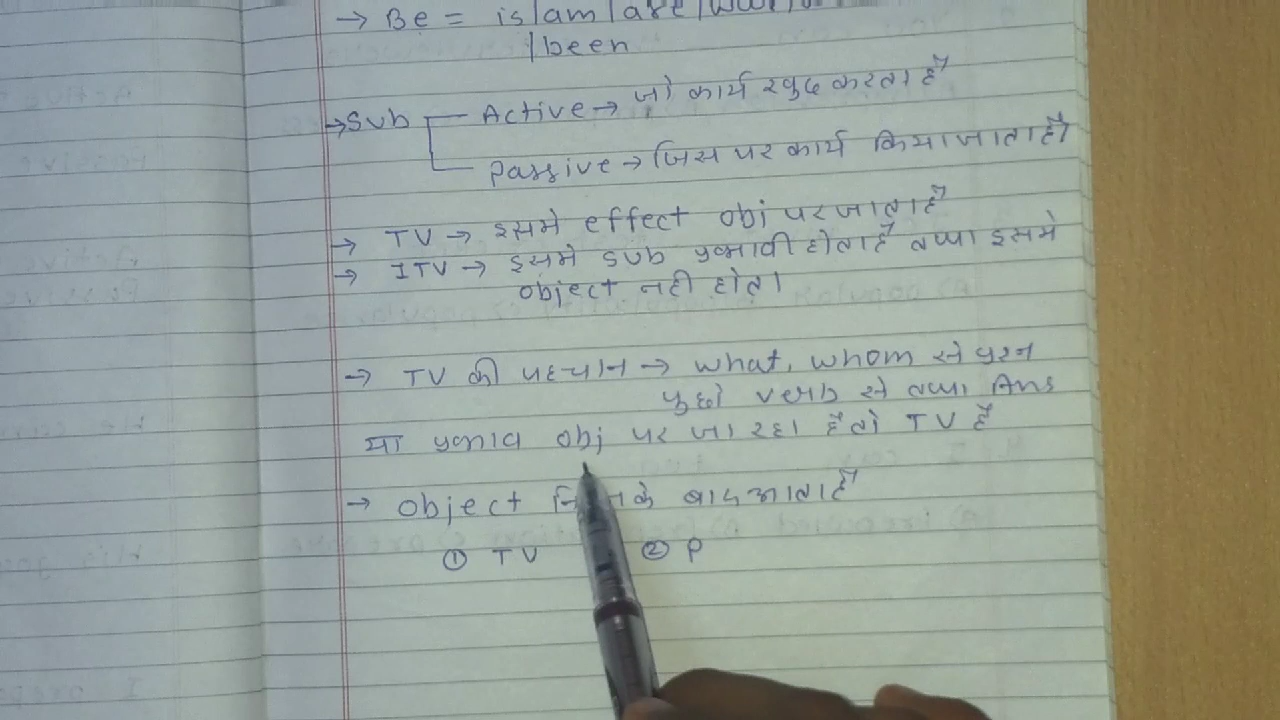 → Be = is/am/are/was/
/been
→ Sub Active → जो कार्य खुद करता है
Passive → जिस पर कार्य किया जाता है
→ TV → इसमे effect obj पर जाता है
→ ITV → इसमे Sub प्रभावी होता है तथा इसमे
object नही होता
→ TV की पहचान → what, whom से प्रश्न
पुछो verb से तथा Ans
या प्रभाव obj पर जा रहा है तो TV है
→ object के बाद आता है
① TV ② P